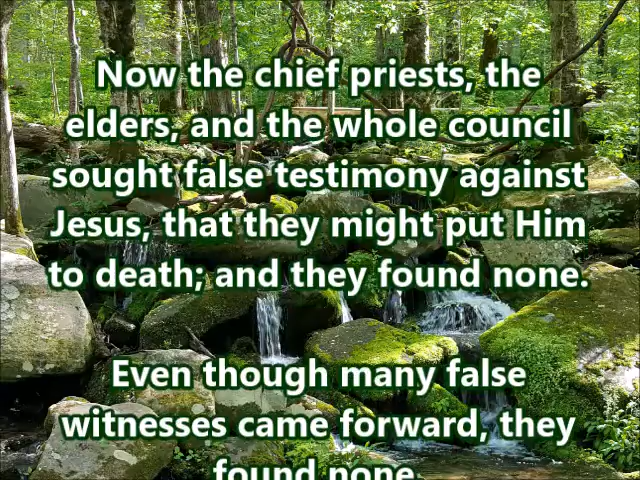 Now the chief priests, the
elders, and the whole council
sought false testimony against
Jesus, that they might put Him
to death; and they found none.
Even though many false
witnesses came forward, they
found none.